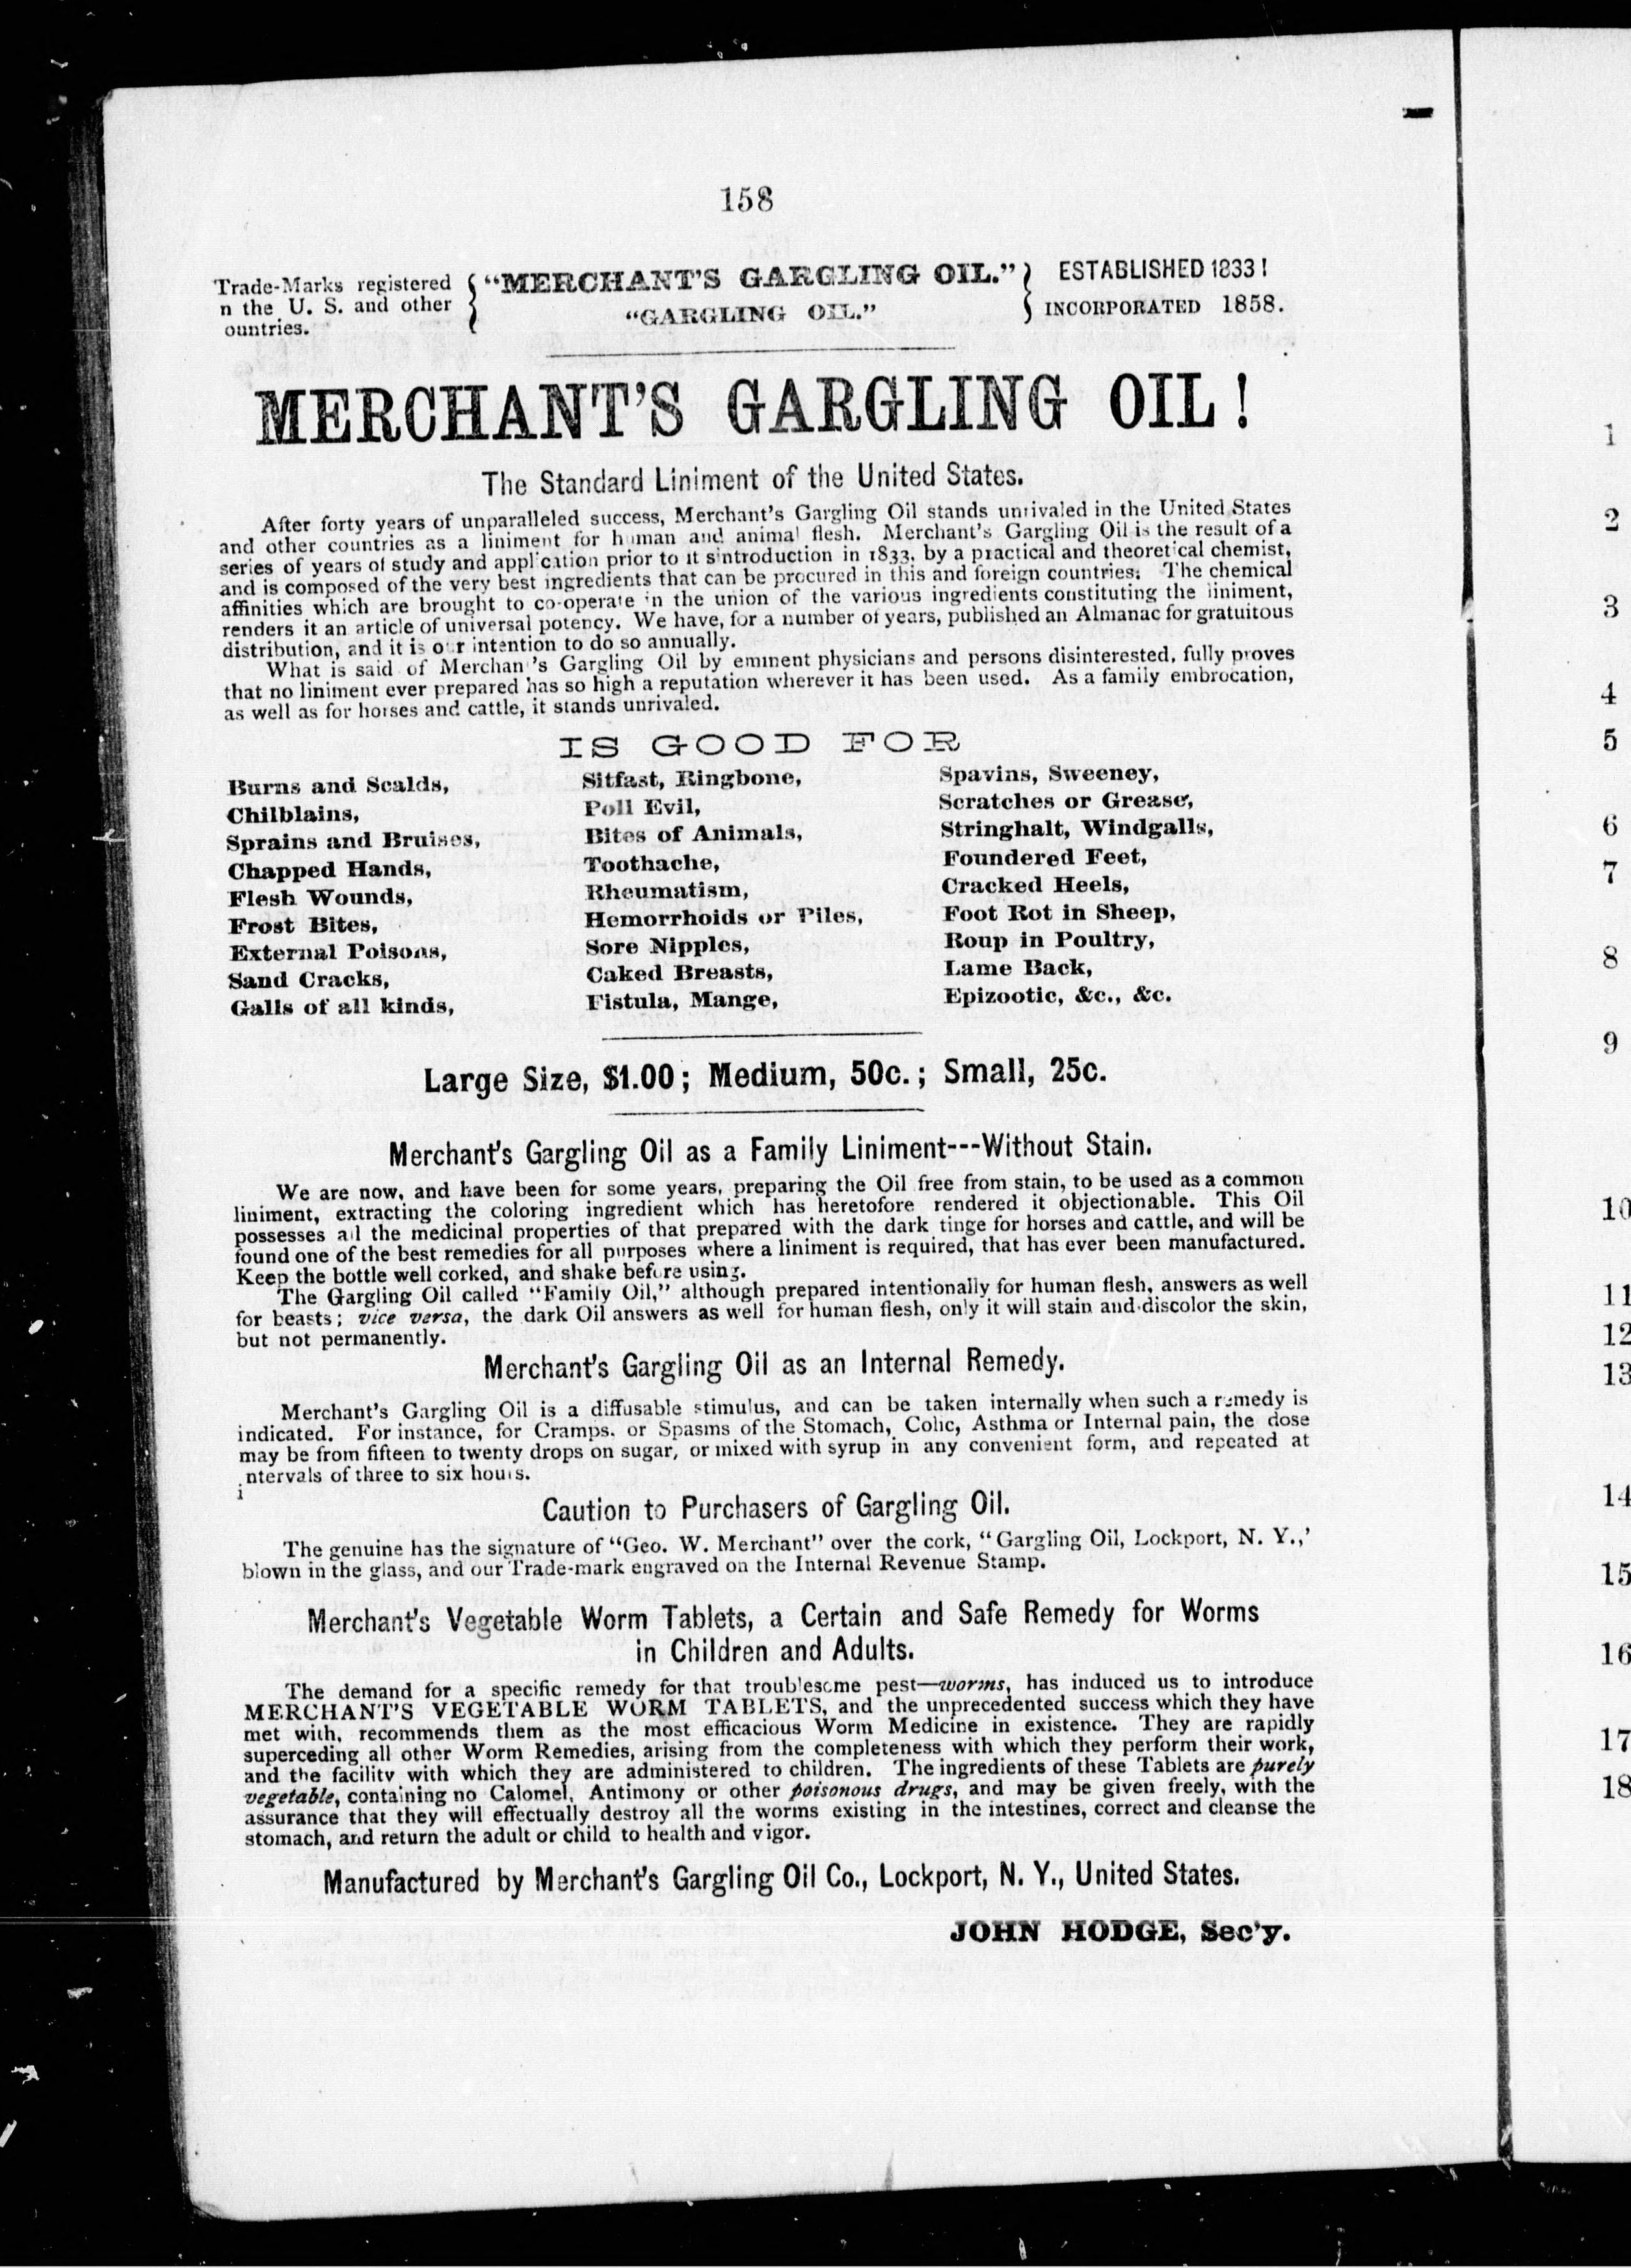 158
Trade-Marks registered
n the U. S. and other
ountries.
"MERCHANT'S GARGLING OIL."
"GARGLING OIL."
ESTABLISHED 1833!
INCORPORATED 1858.
MERCHANT'S GARGLING OIL!
The Standard Liniment of the United States.
After forty years of unparalleled success, Merchant's Gargling Oil stands unrivaled in the United States
and other countries as a liniment for human and animal flesh. Merchant's Gargling Oil is the result of a
series of years of study and application prior to it s introduction in 1833, by a practical and theoretical chemist,
and is composed of the very best ingredients that can be procured in this and foreign countries. The chemical
affinities which are brought to co-operate in the union of the various ingredients constituting the liniment,
renders it an article of universal potency. We have, for a number of years, published an Almanac for gratuitous
distribution, and it is our intention to do so annually.
What is said of Merchan 's Gargling Oil by eminent physicians and persons disinterested, fully proves
that no liniment ever prepared has so high a reputation wherever it has been used. As a family embrocation,
as well as for horses and cattle, it stands unrivaled.
IS GOOD FOR
Burns and Scalds,
Chilblains,
Sprains and Bruises,
Chapped Hands,
Flesh Wounds,
Frost Bites,
External Poisons,
Sand Cracks,
Galls of all kinds,
Sitfast, Ringbone,
Poll Evil,
Bites of Animals,
Toothache,
Rheumatism,
Hemorrhoids or Piles,
Sore Nipples,
Caked Breasts,
Fistula, Mange,
Spavins, Sweeney,
Scratches or Grease,
Stringhalt, Windgalls,
Foundered Feet,
Cracked Heels,
Foot Rot in Sheep,
Roup in Poultry,
Lame Back,
Epizootic, &c., &c.
Large Size, $1.00; Medium, 50c.; Small, 25c.
Merchant's Gargling Oil as a Family Liniment---Without Stain.
We are now, and have been for some years, preparing the Oil free from stain, to be used as a common
liniment, extracting the coloring ingredient which has heretofore rendered it objectionable. This Oil
possesses all the medicinal properties of that prepared with the dark tinge for horses and cattle, and will be
found one of the best remedies for all purposes where a liniment is required, that has ever been manufactured.
Keep the bottle well corked, and shake before using.
The Gargling Oil called "Family Oil," although prepared intentionally for human flesh, answers as well
for beasts; vice versa, the dark Oil answers as well for human flesh, only it will stain and discolor the skin,
but not permanently.
Merchant's Gargling Oil as an Internal Remedy.
Merchant's Gargling Oil is a diffusable stimulus, and can be taken internally when such a remedy is
indicated. For instance, for Cramps, or Spasms of the Stomach, Colic, Asthma or Internal pain, the dose
may be from fifteen to twenty drops on sugar, or mixed with syrup in any convenient form, and repeated at
intervals of three to six hours.
Caution to Purchasers of Gargling Oil.
The genuine has the signature of "Geo. W. Merchant" over the cork, "Gargling Oil, Lockport, N. Y.,'
blown in the glass, and our Trade-mark engraved on the Internal Revenue Stamp.
Merchant's Vegetable Worm Tablets, a Certain and Safe Remedy for Worms
in Children and Adults.
The demand for a specific remedy for that troublesome pest—worms, has induced us to introduce
MERCHANT'S VEGETABLE WORM TABLETS, and the unprecedented success which they have
met with, recommends them as the most efficacious Worm Medicine in existence. They are rapidly
superceding all other Worm Remedies, arising from the completeness with which they perform their work,
and the facility with which they are administered to children. The ingredients of these Tablets are purely
vegetable, containing no Calomel, Antimony or other poisonous drugs, and may be given freely, with the
assurance that they will effectually destroy all the worms existing in the intestines, correct and cleanse the
stomach, and return the adult or child to health and vigor.
Manufactured by Merchant's Gargling Oil Co., Lockport, N. Y., United States.
JOHN HODGE, Sec'y.
1
2
3
4
5
6
7
8
9
10
11
12
13
14
15
16
17
18